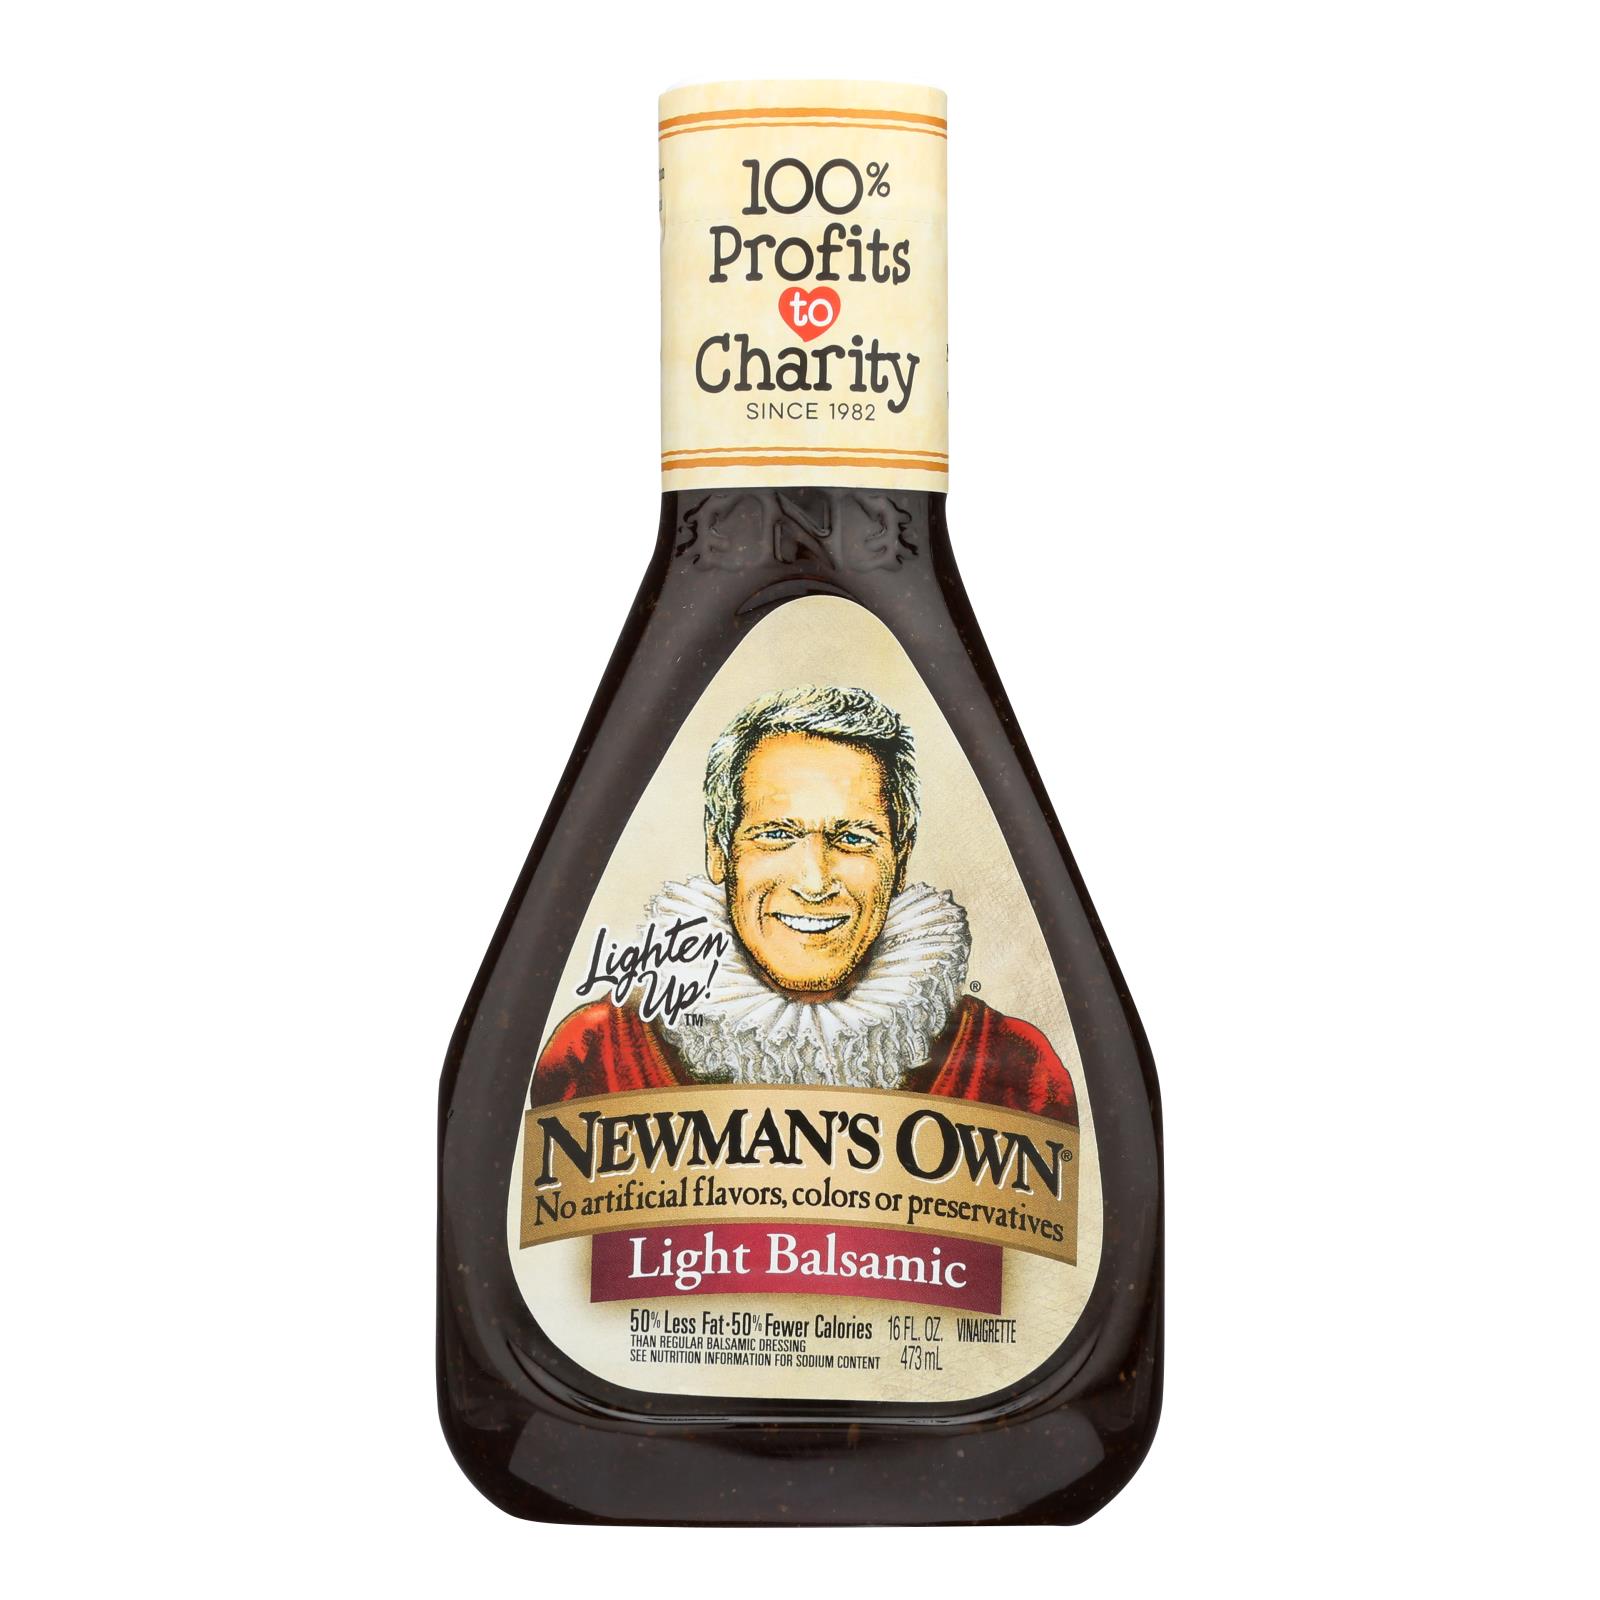 100%
Profits
to
Charity
SINCE 1982
N
Lighten
Up!™
®
NEWMAN'S OWN®
No artificial flavors, colors or preservatives
Light Balsamic
50% Less Fat·50% Fewer Calories
THAN REGULAR BALSAMIC DRESSING
SEE NUTRITION INFORMATION FOR SODIUM CONTENT
16 FL. OZ.
473 mL
VINAIGRETTE